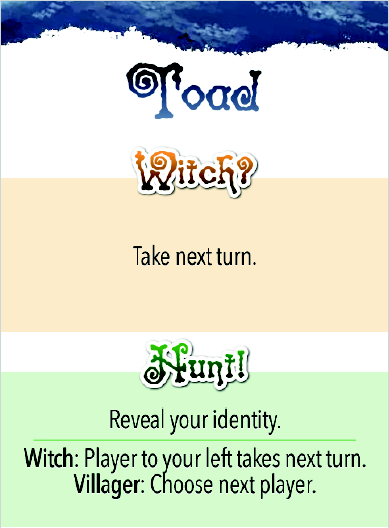 Toad
Witch?
Take next turn.
Hunt!
Reveal your identity.
Witch: Player to your left takes next turn.
Villager: Choose next player.